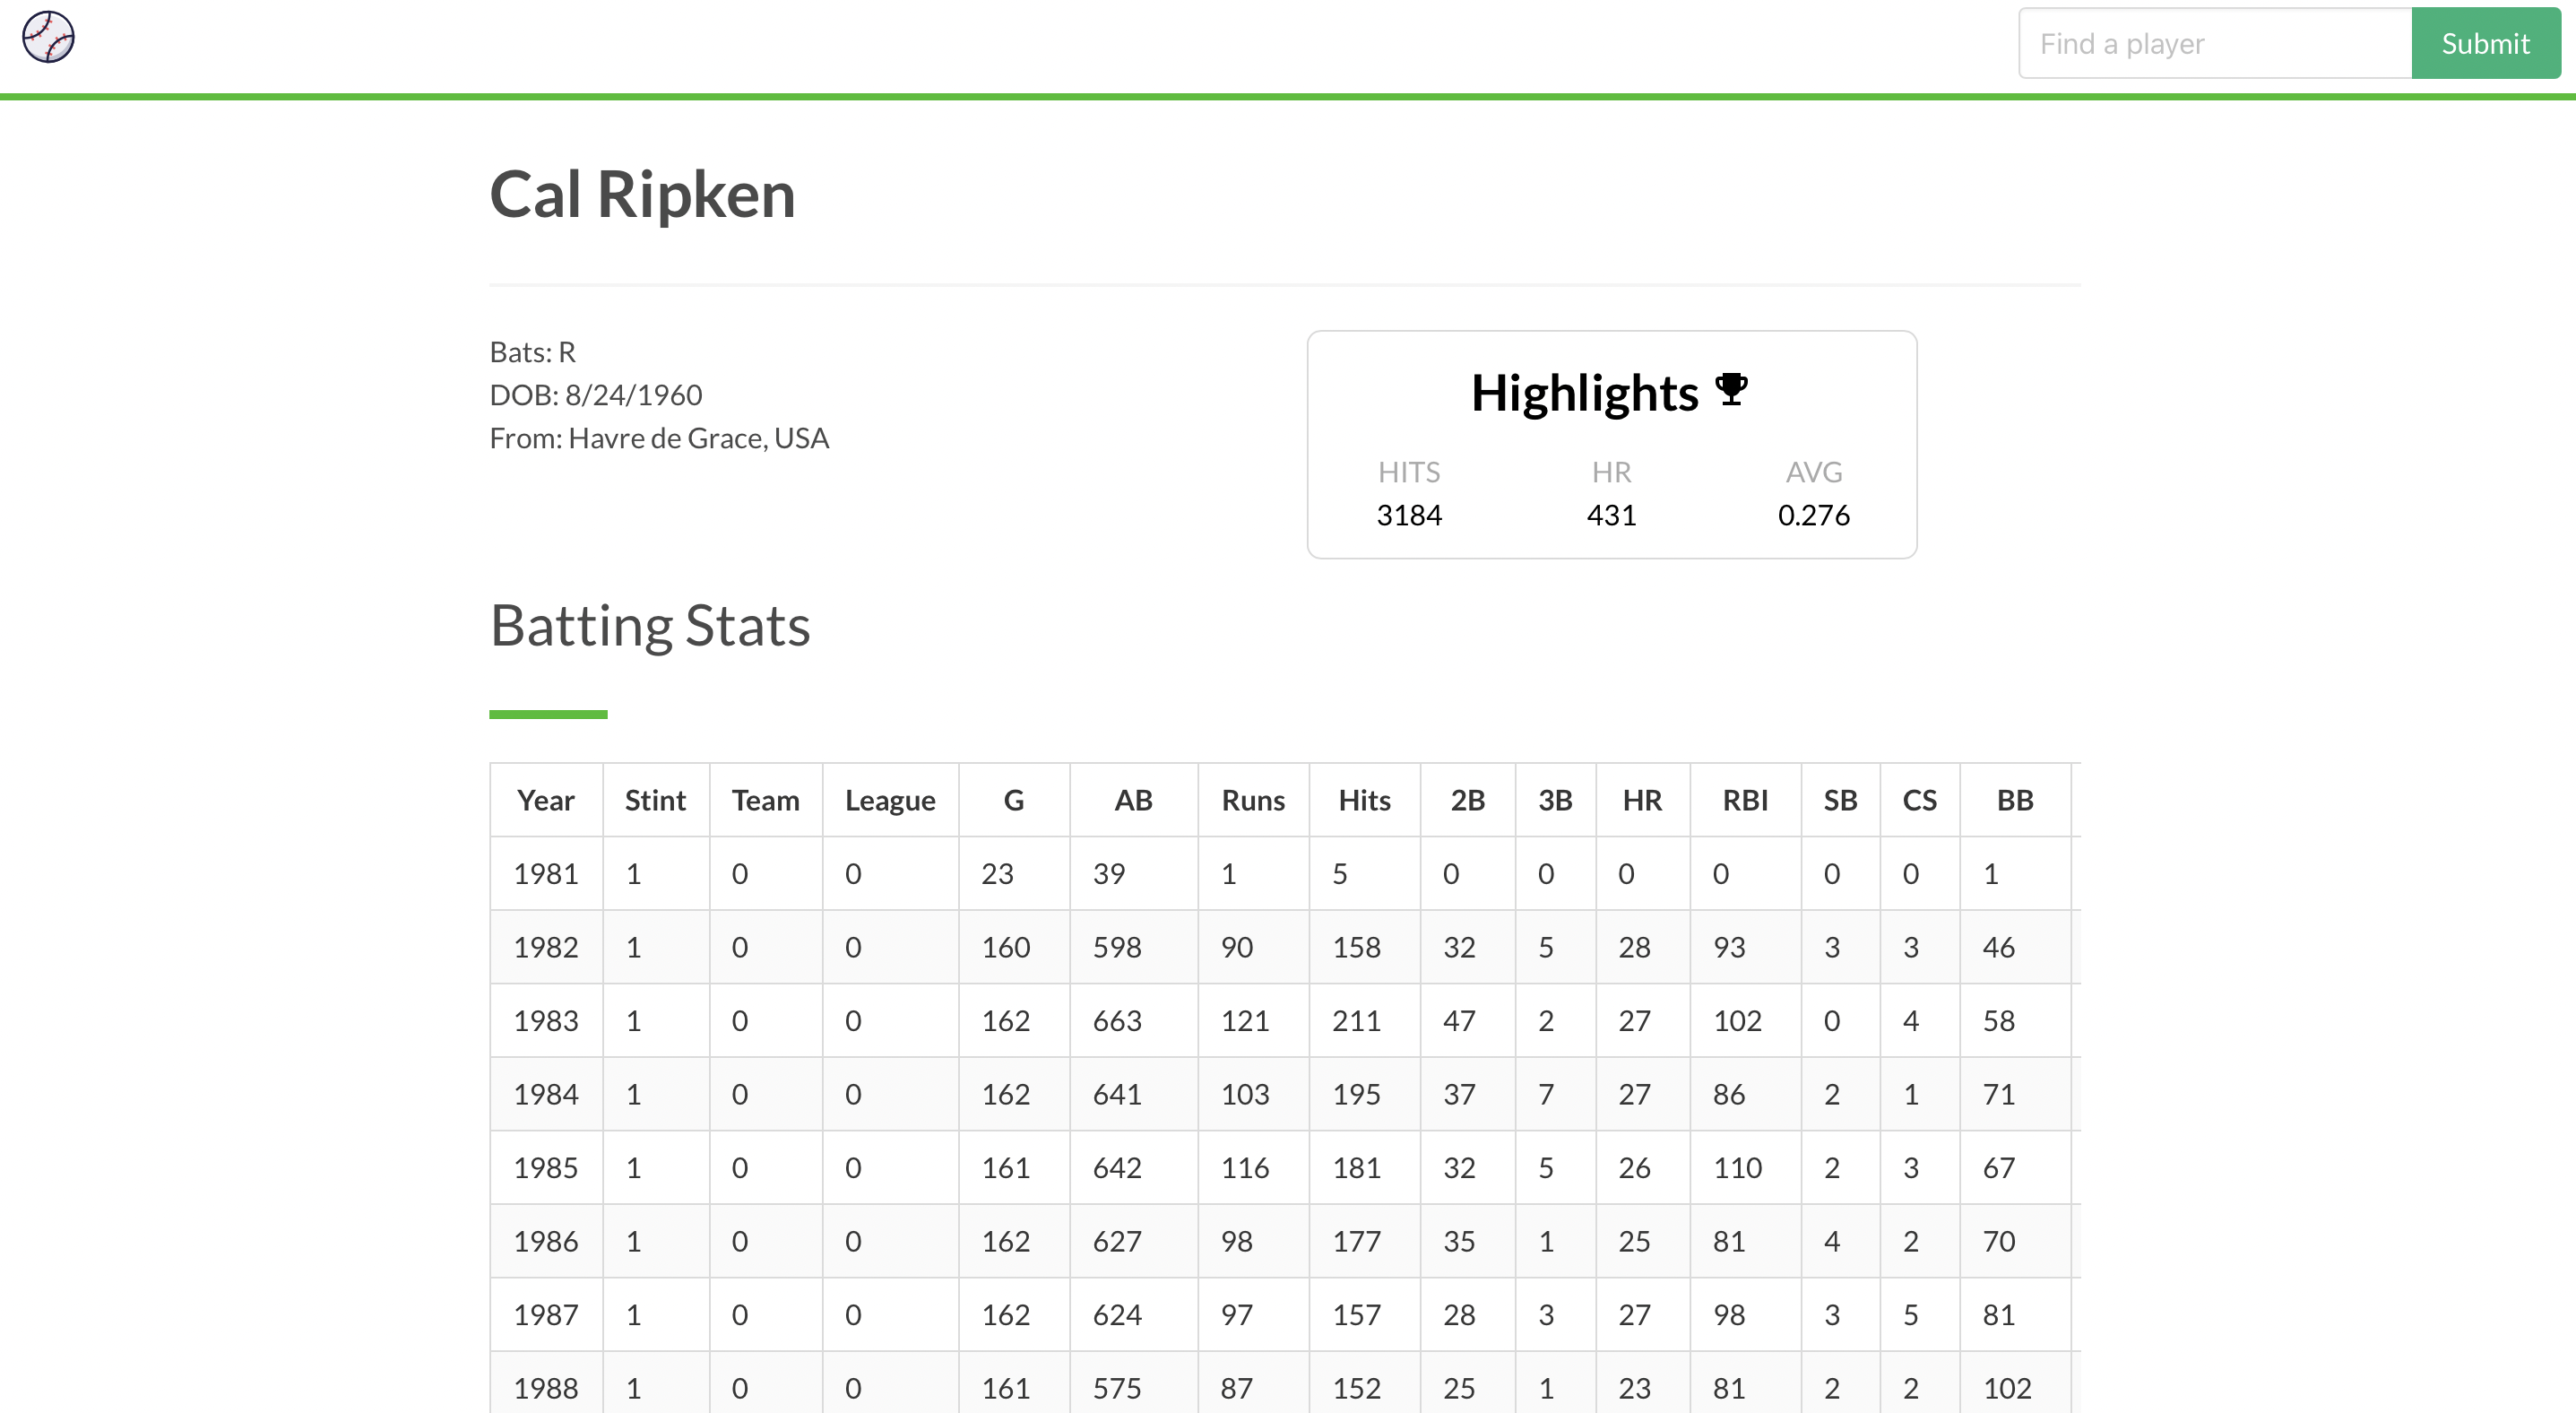 Find a player Submit
Cal Ripken
Bats: R
DOB: 8/24/1960
From: Havre de Grace, USA
Highlights
HITS HR AVG
3184 431 0.276
Batting Stats
Year Stint Team League G AB Runs Hits 2B 3B HR RBI SB CS BB
1981 1 0 0 23 39 1 5 0 0 0 0 0 0 1
1982 1 0 0 160 598 90 158 32 5 28 93 3 3 46
1983 1 0 0 162 663 121 211 47 2 27 102 0 4 58
1984 1 0 0 162 641 103 195 37 7 27 86 2 1 71
1985 1 0 0 161 642 116 181 32 5 26 110 2 3 67
1986 1 0 0 162 627 98 177 35 1 25 81 4 2 70
1987 1 0 0 162 624 97 157 28 3 27 98 3 5 81
1988 1 0 0 161 575 87 152 25 1 23 81 2 2 102